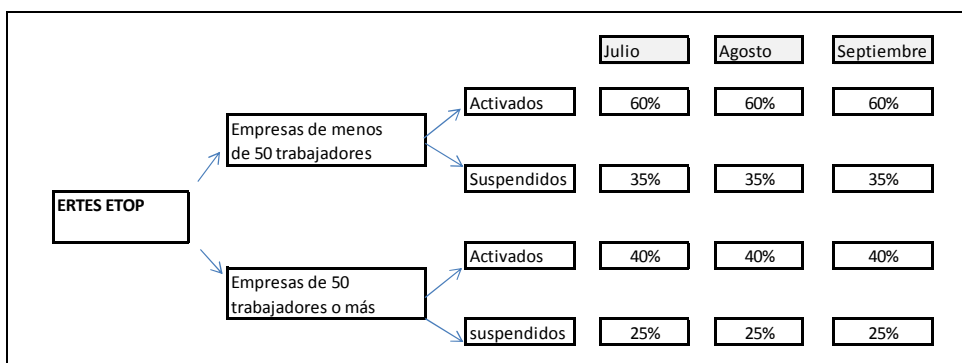 Julio Agosto Septiembre
Activados 60% 60% 60%
Empresas de menos
de 50 trabajadores
Suspendidos 35% 35% 35%
ERTES ETOP
Activados 40% 40% 40%
Empresas de 50
trabajadores o más
suspendidos 25% 25% 25%